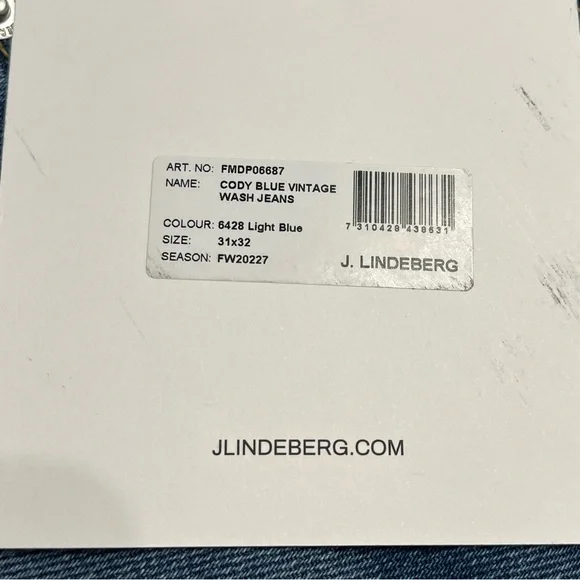 ART. NO: FMDP06687
NAME: CODY BLUE VINTAGE
WASH JEANS
COLOUR: 6428 Light Blue
SIZE: 31x32
SEASON: FW20227
7 310429 438631
J. LINDEBERG
JLINDEBERG.COM